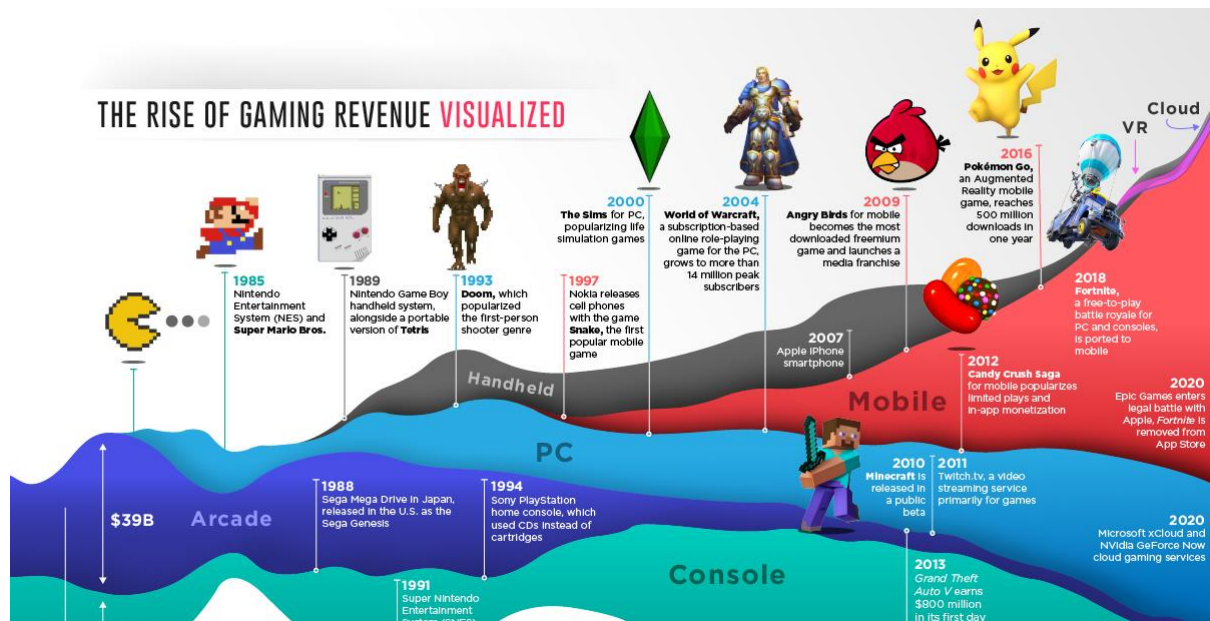 THE RISE OF GAMING REVENUE VISUALIZED
Cloud
VR
1985
Nintendo
Entertainment
System (NES) and
Super Mario Bros.
1989
Nintendo Game Boy
handheld system,
alongside a portable
version of Tetris
1993
Doom, which
popularized
the first-person
shooter genre
1997
Nokia releases
cell phones
with the game
Snake, the first
popular mobile
game
2000
The Sims for PC,
popularizing life
simulation games
2004
World of Warcraft,
a subscription-based
online role-playing
game for the PC,
grows to more than
14 million peak
subscribers
2009
Angry Birds for mobile
becomes the most
downloaded freemium
game and launches a
media franchise
2016
Pokémon Go,
an Augmented
Reality mobile
game, reaches
500 million
downloads in
one year
2018
Fortnite,
a free-to-play
battle royale for
PC and consoles,
is ported to
mobile
2007
Apple iPhone
smartphone
2012
Candy Crush Saga
for mobile popularizes
limited plays and
in-app monetization
2020
Epic Games enters
legal battle with
Apple, Fortnite is
removed from
App Store
Handheld
Mobile
PC
$39B
Arcade
1988
Sega Mega Drive in Japan,
released in the U.S. as the
Sega Genesis
1994
Sony PlayStation
home console, which
used CDs instead of
cartridges
2010
Minecraft is
released in
a public
beta
2011
Twitch.tv, a video
streaming service
primarily for games
2020
Microsoft xCloud and
NVidia GeForce Now
cloud gaming services
Console
1991
Super Nintendo
Entertainment
System (SNES)
2013
Grand Theft
Auto V earns
$800 million
in its first day